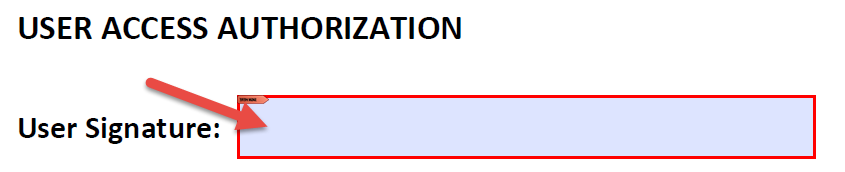 USER ACCESS AUTHORIZATION
User Signature: